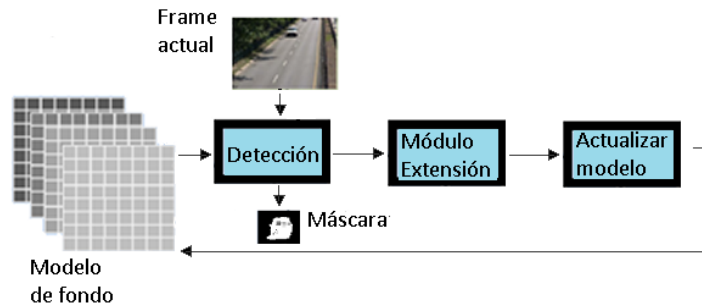 Frame
actual
Detección
Módulo
Extensión
Actualizar
modelo
Máscara
Modelo
de fondo